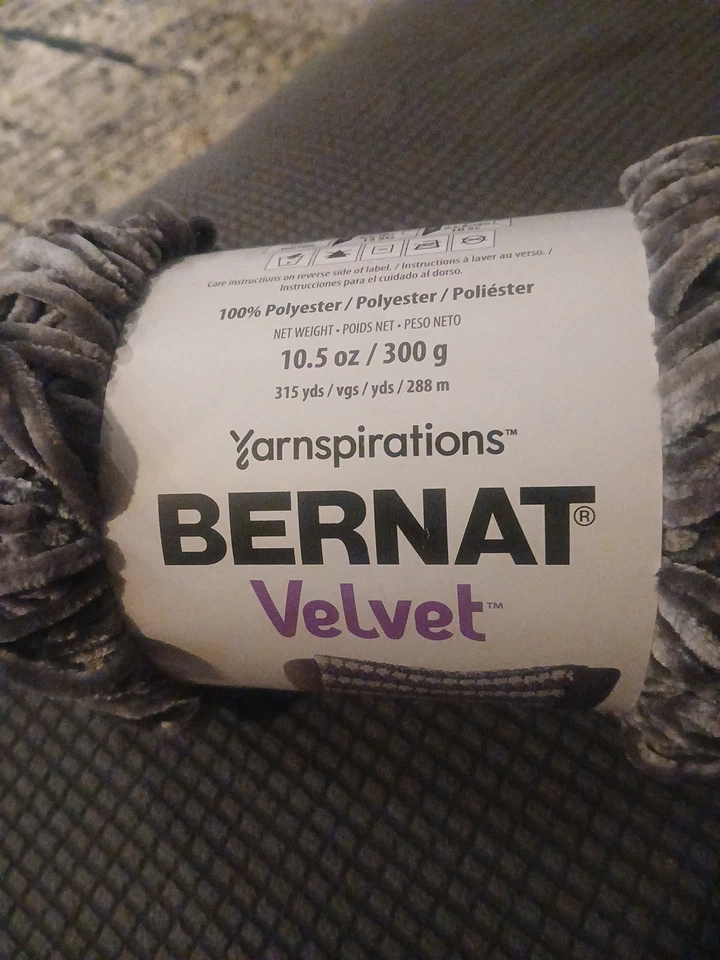 Care instructions on reverse side of label. / Instructions à laver au verso. /
Instrucciones para el cuidado al dorso.
100% Polyester / Polyester / Poliéster
NET WEIGHT • POIDS NET • PESO NETO
10.5 oz / 300 g
315 yds / vgs / yds / 288 m
Yarnspirations™
BERNAT®
Velvet™